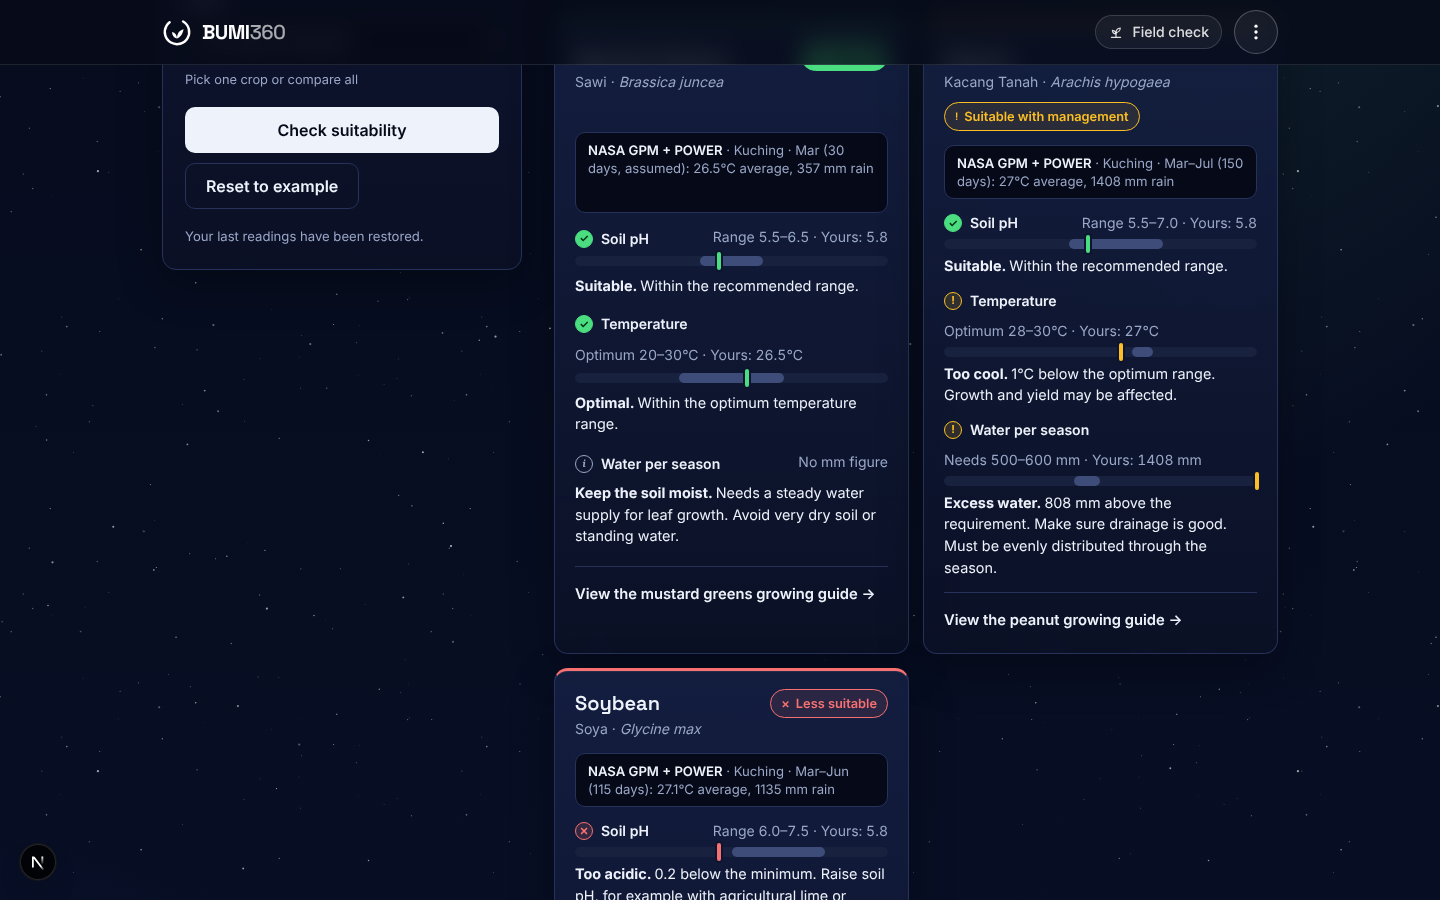 BUMI360
Field check
Pick one crop or compare all
Check suitability
Reset to example
Your last readings have been restored.
Sawi · Brassica juncea
NASA GPM + POWER · Kuching · Mar (30
days, assumed): 26.5°C average, 357 mm rain
Soil pH
Range 5.5–6.5 · Yours: 5.8
Suitable. Within the recommended range.
Temperature
Optimum 20–30°C · Yours: 26.5°C
Optimal. Within the optimum temperature
range.
Water per season
No mm figure
Keep the soil moist. Needs a steady water
supply for leaf growth. Avoid very dry soil or
standing water.
View the mustard greens growing guide →
Kacang Tanah · Arachis hypogaea
! Suitable with management
NASA GPM + POWER · Kuching · Mar–Jul (150
days): 27°C average, 1408 mm rain
Soil pH
Range 5.5–7.0 · Yours: 5.8
Suitable. Within the recommended range.
Temperature
Optimum 28–30°C · Yours: 27°C
Too cool. 1°C below the optimum range.
Growth and yield may be affected.
Water per season
Needs 500–600 mm · Yours: 1408 mm
Excess water. 808 mm above the
requirement. Make sure drainage is good.
Must be evenly distributed through the
season.
View the peanut growing guide →
Soybean
× Less suitable
Soya · Glycine max
NASA GPM + POWER · Kuching · Mar–Jun
(115 days): 27.1°C average, 1135 mm rain
Soil pH
Range 6.0–7.5 · Yours: 5.8
Too acidic. 0.2 below the minimum. Raise soil
pH, for example with agricultural lime or
N